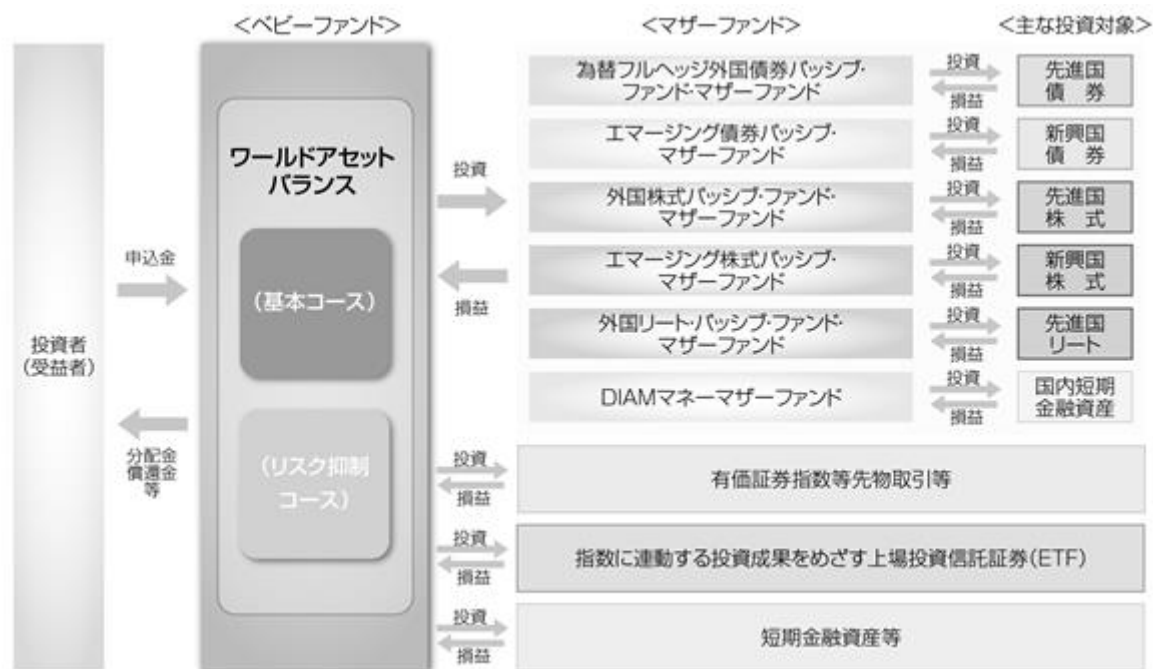 <ベビーファンド>
<マザーファンド>
<主な投資対象>
投資者
(受益者)
申込金
分配金
償還金
等
ワールドアセット
バランス
(基本コース)
(リスク抑制
コース)
投資
損益
為替フルヘッジ外国債券パッシブ・
ファンド・マザーファンド
投資
損益
先進国
債 券
エマージング債券パッシブ・
マザーファンド
投資
損益
新興国
債 券
外国株式パッシブ・ファンド・
マザーファンド
投資
損益
先進国
株 式
エマージング株式パッシブ・
マザーファンド
投資
損益
新興国
株 式
外国リート・パッシブ・ファンド・
マザーファンド
投資
損益
先進国
リート
DIAMマネーマザーファンド
投資
損益
国内短期
金融資産
投資
損益
有価証券指数等先物取引等
投資
損益
指数に連動する投資成果をめざす上場投資信託証券(ETF)
投資
損益
短期金融資産等